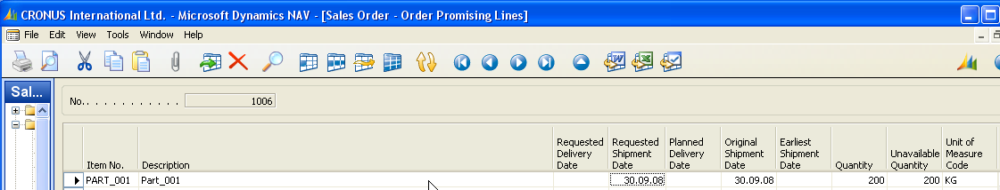 CRONUS International Ltd. - Microsoft Dynamics NAV - [Sales Order - Order Promising Lines]
File Edit View Tools Window Help
Sal...
No. . . . . . . . . . . . 1006
Item No. Description Requested Delivery Date Requested Shipment Date Planned Delivery Date Original Shipment Date Earliest Shipment Date Quantity Unavailable Quantity Unit of Measure Code
PART_001 Part_001 30.09.08 30.09.08 200 200 KG